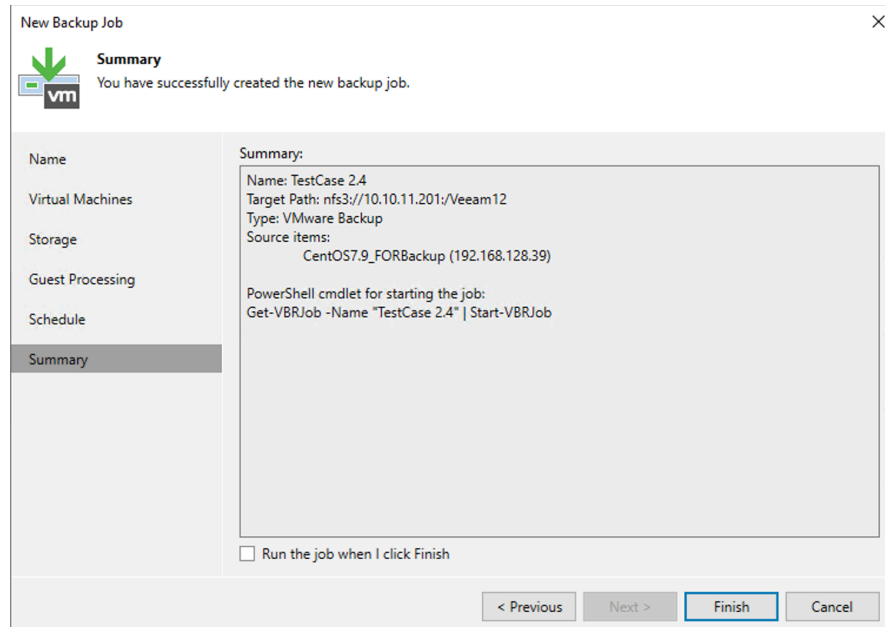 New Backup Job
Summary
You have successfully created the new backup job.
vm
Name
Virtual Machines
Storage
Guest Processing
Schedule
Summary
Summary:
Name: TestCase 2.4
Target Path: nfs3://10.10.11.201:/Veeam12
Type: VMware Backup
Source items:
CentOS7.9_FORBackup (192.168.128.39)
PowerShell cmdlet for starting the job:
Get-VBRJob -Name "TestCase 2.4" | Start-VBRJob
Run the job when I click Finish
< Previous
Next >
Finish
Cancel